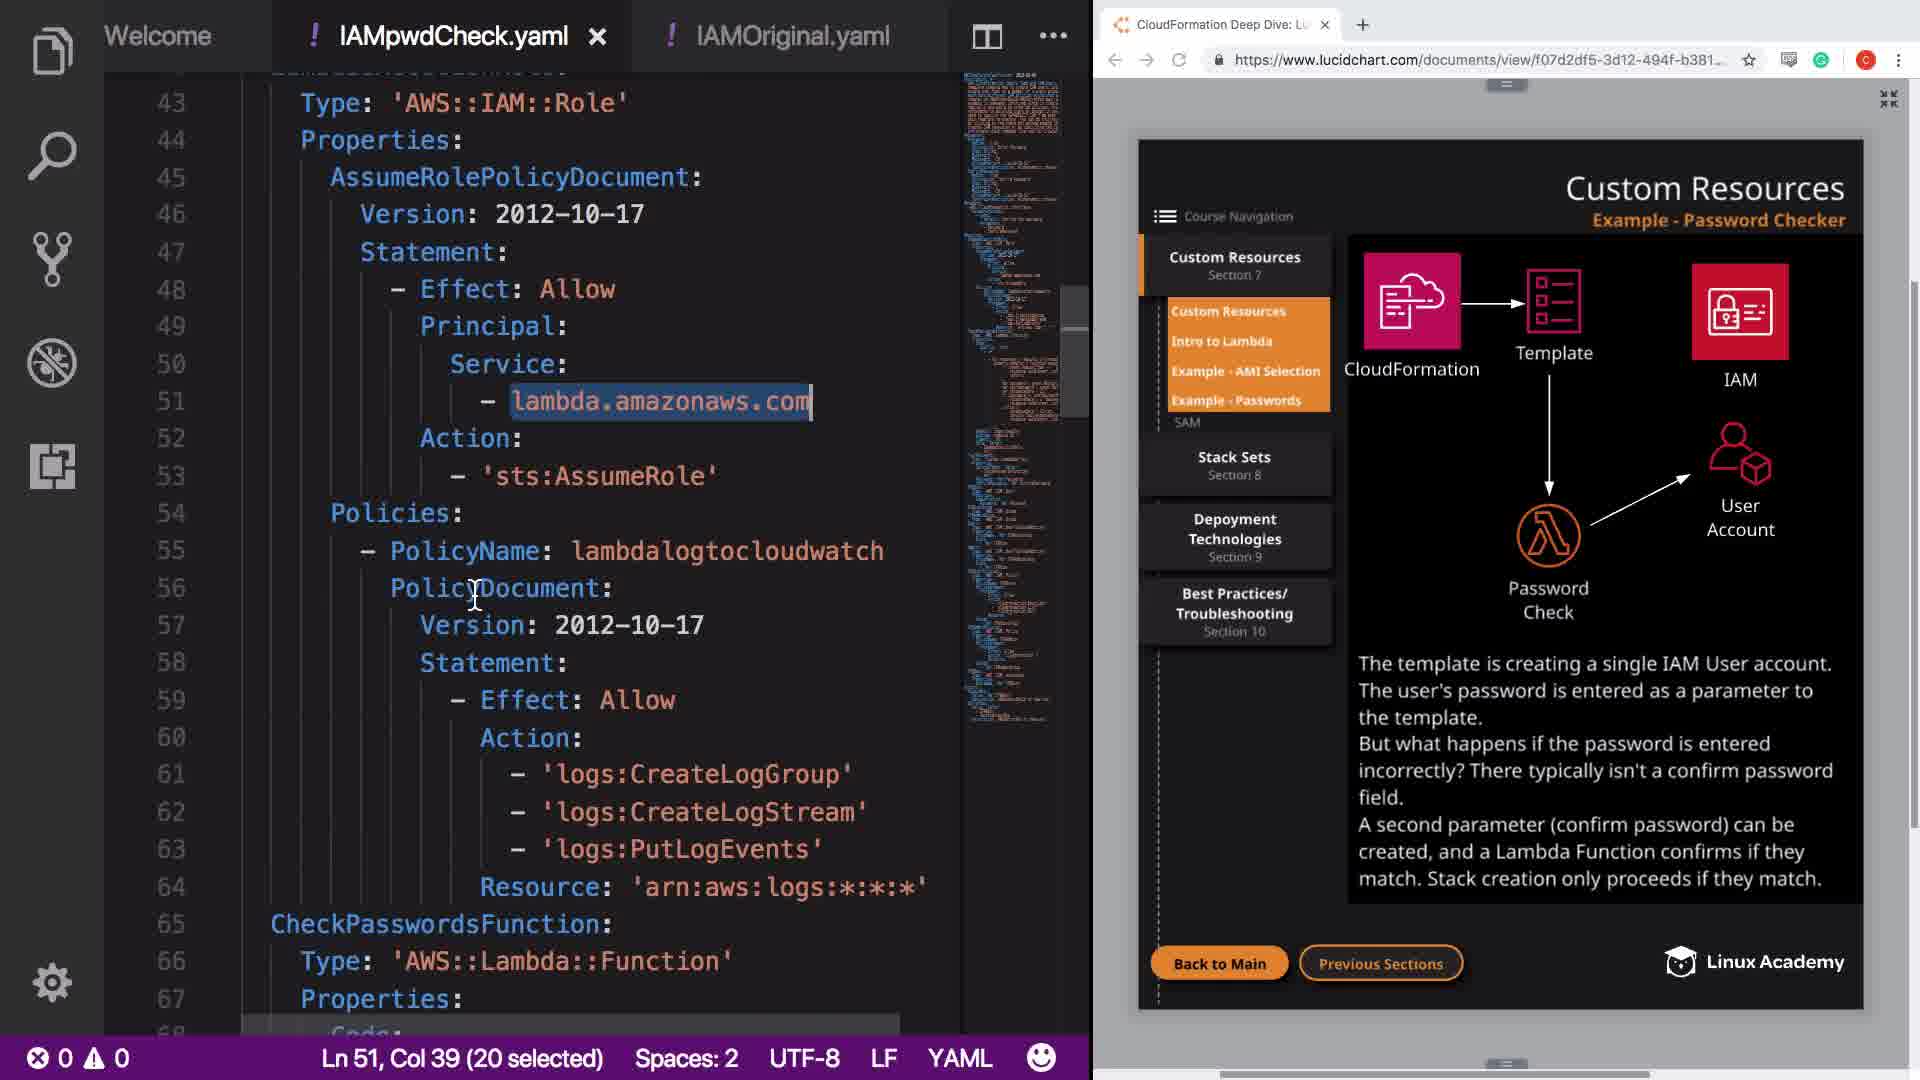 Welcome
! IAMpwdCheck.yaml ×
! IAMOriginal.yaml
43 Type: 'AWS::IAM::Role'
44 Properties:
45 AssumeRolePolicyDocument:
46 Version: 2012-10-17
47 Statement:
48 - Effect: Allow
49 Principal:
50 Service:
51 - lambda.amazonaws.com
52 Action:
53 - 'sts:AssumeRole'
54 Policies:
55 - PolicyName: lambdalogtocloudwatch
56 PolicyDocument:
57 Version: 2012-10-17
58 Statement:
59 - Effect: Allow
60 Action:
61 - 'logs:CreateLogGroup'
62 - 'logs:CreateLogStream'
63 - 'logs:PutLogEvents'
64 Resource: 'arn:aws:logs:*:*:*'
65 CheckPasswordsFunction:
66 Type: 'AWS::Lambda::Function'
67 Properties:
68 Code:
0 0 Ln 51, Col 39 (20 selected) Spaces: 2 UTF-8 LF YAML
CloudFormation Deep Dive: Lu
https://www.lucidchart.com/documents/view/f07d2df5-3d12-494f-b381...
C
Custom Resources
Example - Password Checker
Course Navigation
Custom Resources
Section 7
Custom Resources
Intro to Lambda
Example - AMI Selection
Example - Passwords
SAM
Stack Sets
Section 8
Depoyment
Technologies
Section 9
Best Practices/
Troubleshooting
Section 10
CloudFormation
Template
IAM
User
Account
Password
Check
The template is creating a single IAM User account.
The user's password is entered as a parameter to
the template.
But what happens if the password is entered
incorrectly? There typically isn't a confirm password
field.
A second parameter (confirm password) can be
created, and a Lambda Function confirms if they
match. Stack creation only proceeds if they match.
Back to Main
Previous Sections
Linux Academy